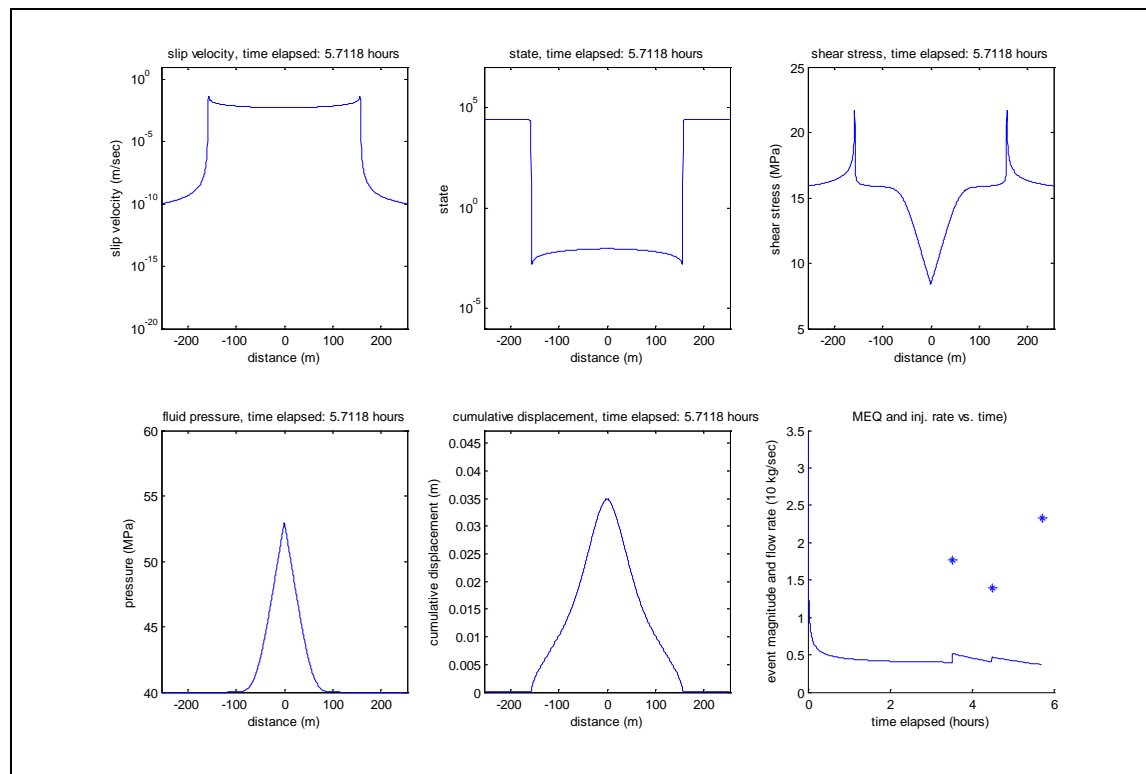 slip velocity, time elapsed: 5.7118 hours
10^0
10^-5
10^-10
10^-15
10^-20
slip velocity (m/sec)
-200 -100 0 100 200
distance (m)
state, time elapsed: 5.7118 hours
10^5
10^0
10^-5
state
-200 -100 0 100 200
distance (m)
shear stress, time elapsed: 5.7118 hours
25
20
15
10
5
shear stress (MPa)
-200 -100 0 100 200
distance (m)
fluid pressure, time elapsed: 5.7118 hours
60
55
50
45
40
pressure (MPa)
-200 -100 0 100 200
distance (m)
cumulative displacement, time elapsed: 5.7118 hours
0.045
0.04
0.035
0.03
0.025
0.02
0.015
0.01
0.005
0
cumulative displacement (m)
-200 -100 0 100 200
distance (m)
MEQ and inj. rate vs. time)
3.5
3
2.5
2
1.5
1
0.5
0
event magnitude and flow rate (10 kg/sec)
0 2 4 6
time elapsed (hours)